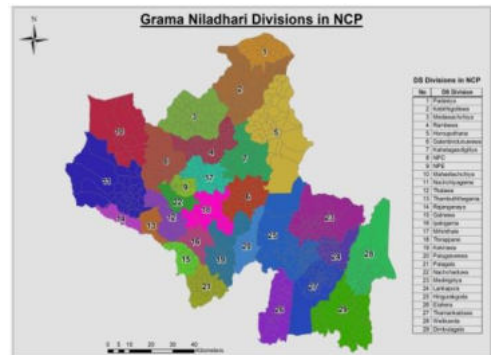 Grama Niladhari Divisions in NCP
N
DS Divisions in NCP
No DS Division
1 Padaviya
2 Kebithigollewa
3 Medawachchiya
4 Rambewa
5 Horowpothana
6 Galenbindunuwewa
7 Kahatagasdigiliya
8 NPC
9 NPE
10 Mahavilachchiya
11 Nochchiyagama
12 Thalawa
13 Thambuththegama
14 Rajanganaya
15 Galnewa
16 Ipalogama
17 Mihinthale
18 Thirappane
19 Kekirawa
20 Palugaswewa
21 Palagala
22 Nachchaduwa
23 Medirigiriya
24 Lankapura
25 Hingurakgoda
26 Elahera
27 Thamankaduwa
28 Welikanda
29 Dimbulagala
1
2
3
5
10
8
4
7
17
11
9
22
6
18
12
14
13
23
25
16
20
19
15
24
28
21
27
26
29
0 5 10 20 30 40
Kilometers